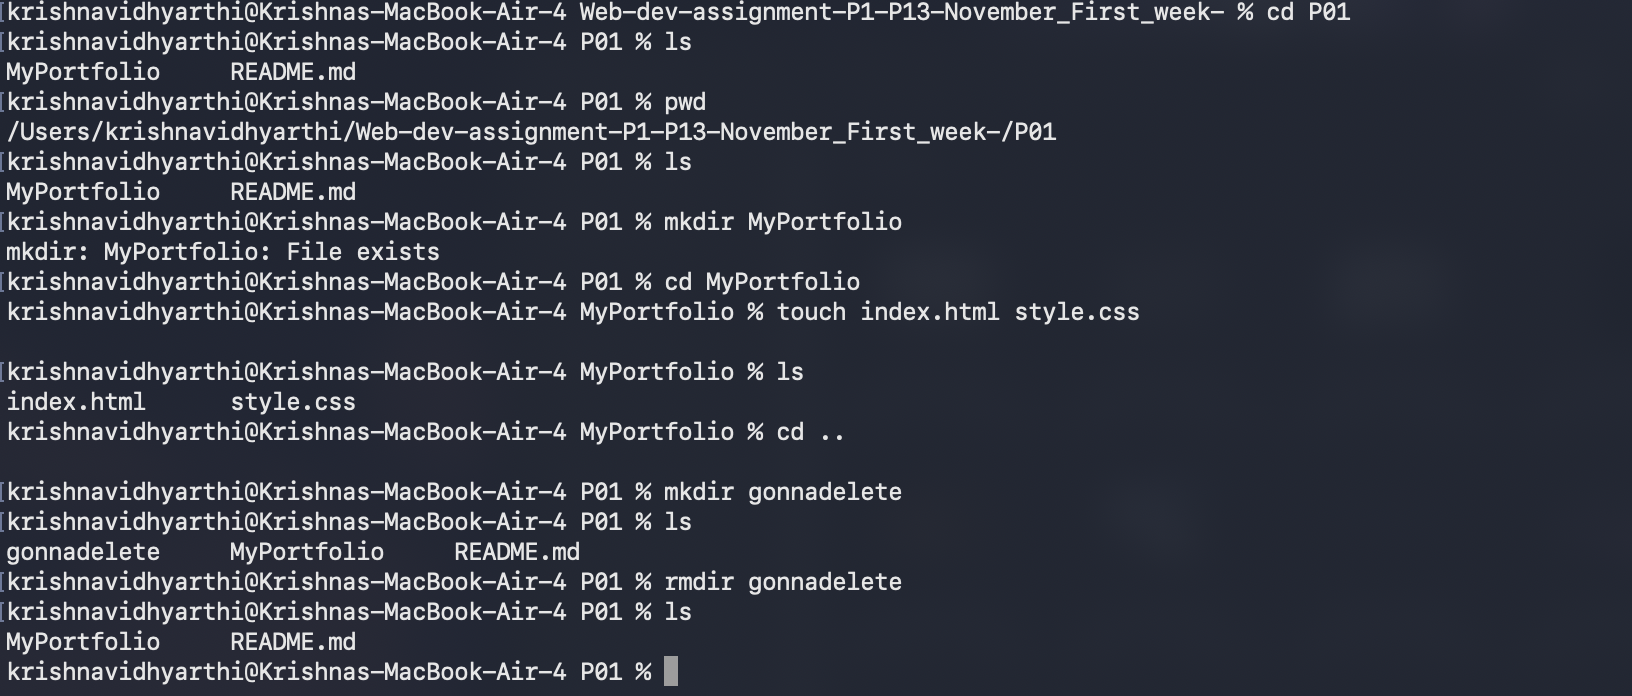 [krishnavidhyarthi@Krishnas-MacBook-Air-4 Web-dev-assignment-P1-P13-November_First_week- % cd P01
[krishnavidhyarthi@Krishnas-MacBook-Air-4 P01 % ls
MyPortfolio     README.md
[krishnavidhyarthi@Krishnas-MacBook-Air-4 P01 % pwd
/Users/krishnavidhyarthi/Web-dev-assignment-P1-P13-November_First_week-/P01
[krishnavidhyarthi@Krishnas-MacBook-Air-4 P01 % ls
MyPortfolio     README.md
[krishnavidhyarthi@Krishnas-MacBook-Air-4 P01 % mkdir MyPortfolio
mkdir: MyPortfolio: File exists
[krishnavidhyarthi@Krishnas-MacBook-Air-4 P01 % cd MyPortfolio
krishnavidhyarthi@Krishnas-MacBook-Air-4 MyPortfolio % touch index.html style.css
[krishnavidhyarthi@Krishnas-MacBook-Air-4 MyPortfolio % ls
index.html      style.css
krishnavidhyarthi@Krishnas-MacBook-Air-4 MyPortfolio % cd ..
[krishnavidhyarthi@Krishnas-MacBook-Air-4 P01 % mkdir gonnadelete
[krishnavidhyarthi@Krishnas-MacBook-Air-4 P01 % ls
gonnadelete     MyPortfolio     README.md
[krishnavidhyarthi@Krishnas-MacBook-Air-4 P01 % rmdir gonnadelete
[krishnavidhyarthi@Krishnas-MacBook-Air-4 P01 % ls
MyPortfolio     README.md
krishnavidhyarthi@Krishnas-MacBook-Air-4 P01 %